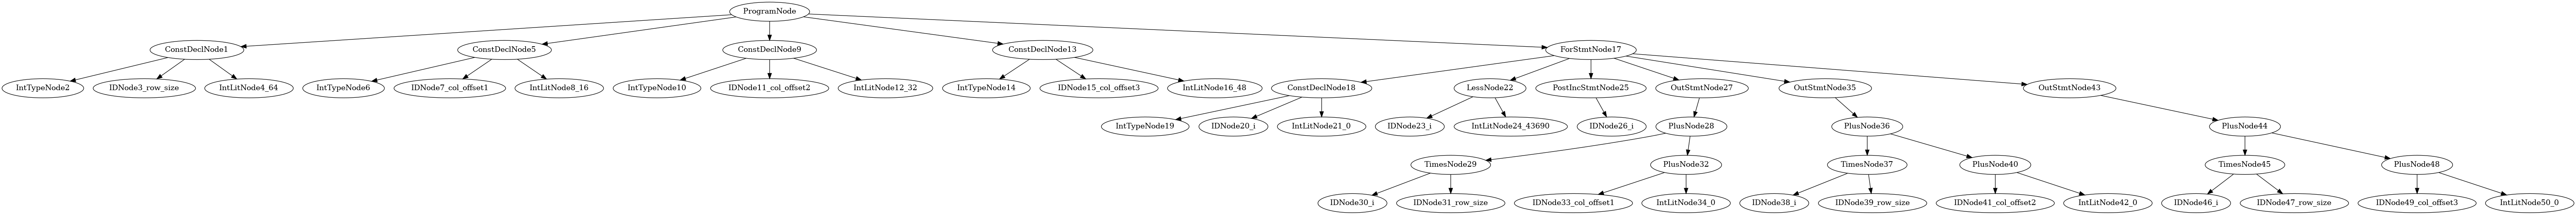 ProgramNode
ConstDeclNode1
ConstDeclNode5
ConstDeclNode9
ConstDeclNode13
ForStmtNode17
IntTypeNode2
IDNode3_row_size
IntLitNode4_64
IntTypeNode6
IDNode7_col_offset1
IntLitNode8_16
IntTypeNode10
IDNode11_col_offset2
IntLitNode12_32
IntTypeNode14
IDNode15_col_offset3
IntLitNode16_48
ConstDeclNode18
LessNode22
PostIncStmtNode25
OutStmtNode27
OutStmtNode35
OutStmtNode43
IntTypeNode19
IDNode20_i
IntLitNode21_0
IDNode23_i
IntLitNode24_43690
IDNode26_i
PlusNode28
PlusNode36
PlusNode44
TimesNode29
PlusNode32
TimesNode37
PlusNode40
TimesNode45
PlusNode48
IDNode30_i
IDNode31_row_size
IDNode33_col_offset1
IntLitNode34_0
IDNode38_i
IDNode39_row_size
IDNode41_col_offset2
IntLitNode42_0
IDNode46_i
IDNode47_row_size
IDNode49_col_offset3
IntLitNode50_0